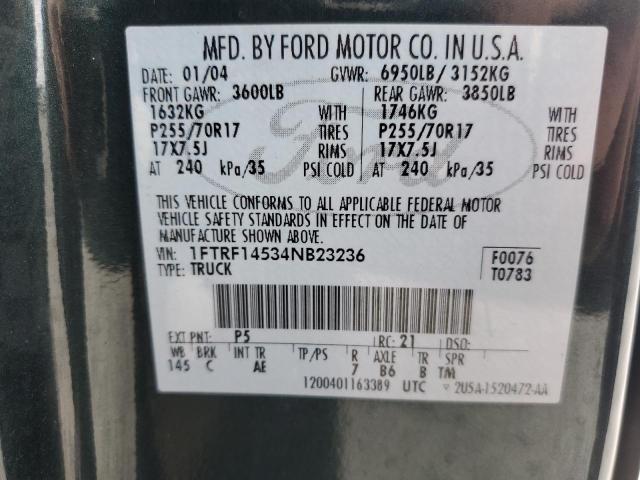 MFD. BY FORD MOTOR CO. IN U.S.A.
DATE: 01/04 GVWR: 6950LB/ 3152KG
FRONT GAWR: 3600LB REAR GAWR: 3850LB
1632KG WITH 1746KG WITH
P255/70R17 TIRES P255/70R17 TIRES
17X7.5J RIMS 17X7.5J RIMS
AT 240 kPa/35 PSI COLD AT 240 kPa/35 PSI COLD
Ford
THIS VEHICLE CONFORMS TO ALL APPLICABLE FEDERAL MOTOR
VEHICLE SAFETY STANDARDS IN EFFECT ON THE DATE OF
MANUFACTURE SHOWN ABOVE.
VIN: 1FTRF14534NB23236 F0076
TYPE: TRUCK T0783
EXT PNT: P5 RC: 21 DSO:
WB BRK INT TR TP/PS R AXLE TR SPR
145 C AE 7 B6 B TM
1200401163389 UTC 2U5A-1520472-AA